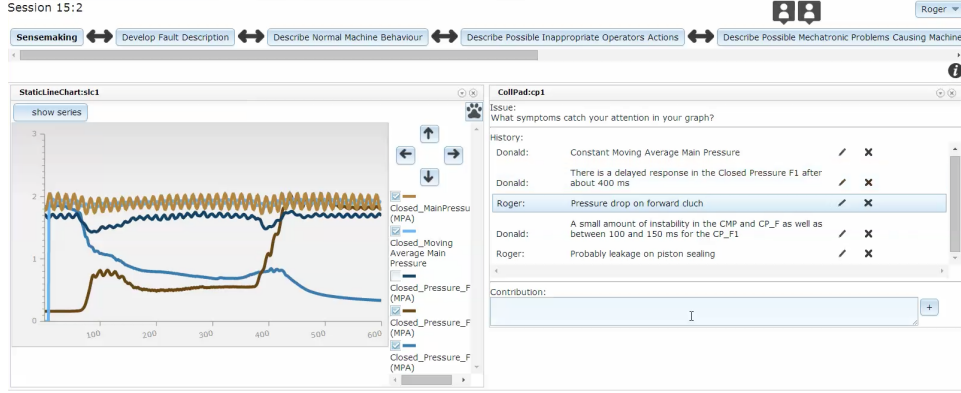 Session 15:2
Roger
Sensemaking
Develop Fault Description
Describe Normal Machine Behaviour
Describe Possible Inappropriate Operators Actions
Describe Possible Mechatronic Problems Causing Machine
StaticLineChart:slc1
show series
3
2
1
0
100
200
300
400
500
600
Closed_MainPressu
(MPA)
Closed_Moving
Average Main
Pressure
Closed_Pressure_F
(MPA)
Closed_Pressure_F
(MPA)
Closed_Pressure_F
(MPA)
CollPad:cp1
Issue:
What symptoms catch your attention in your graph?
History:
Donald: Constant Moving Average Main Pressure
Donald: There is a delayed response in the Closed Pressure F1 after
about 400 ms
Roger: Pressure drop on forward cluch
Donald: A small amount of instability in the CMP and CP_F as well as
between 100 and 150 ms for the CP_F1
Roger: Probably leakage on piston sealing
Contribution:
+